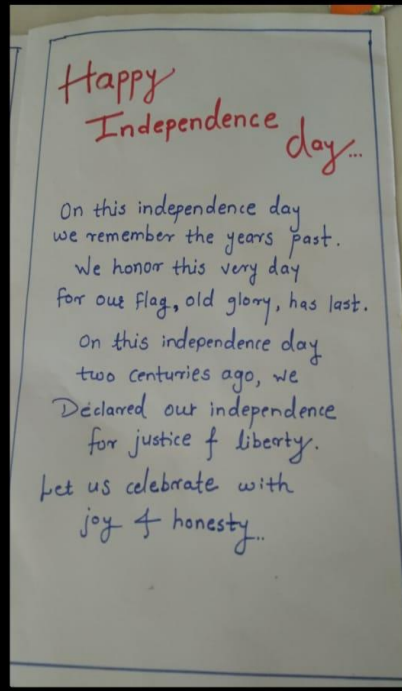 Happy
Independence
day...
On this independence day
we remember the years past.
We honor this very day
for our flag, old glory, has last.
On this independence day
two centuries ago, we
Declared our independence
for justice & liberty.
Let us celebrate with
joy & honesty..